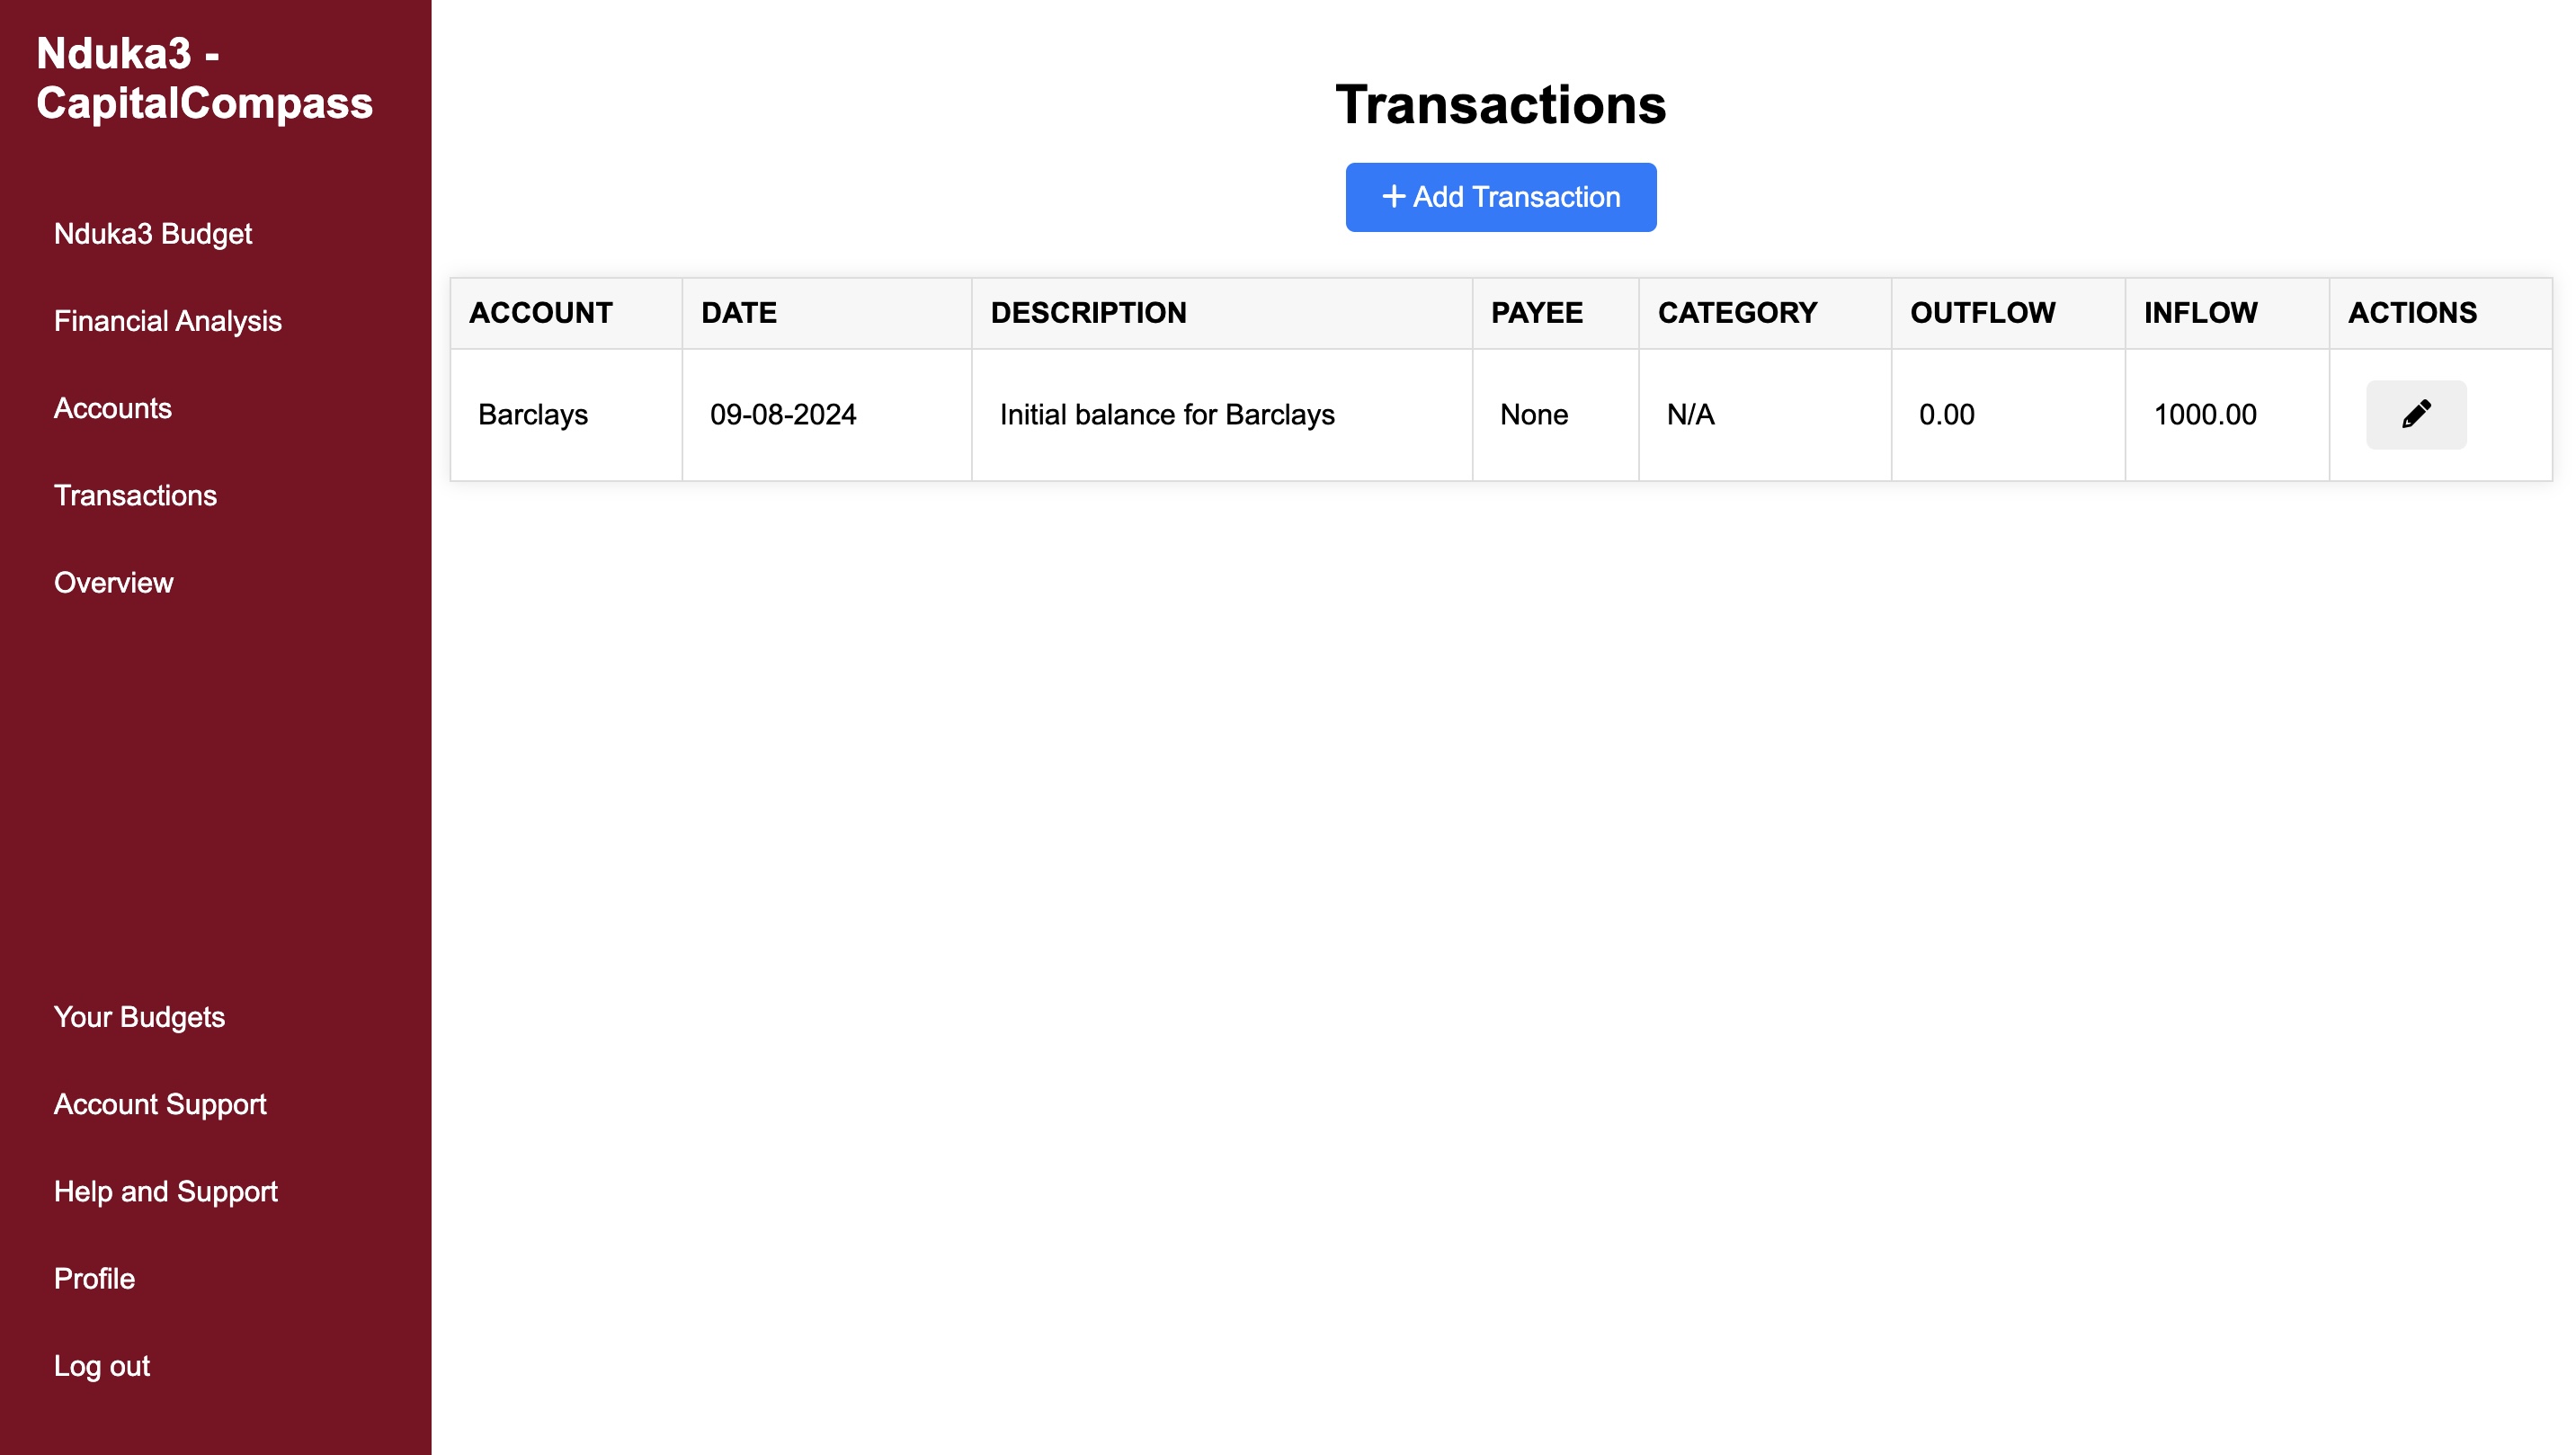 Nduka3 -
CapitalCompass
Nduka3 Budget
Financial Analysis
Accounts
Transactions
Overview
Your Budgets
Account Support
Help and Support
Profile
Log out
Transactions
+ Add Transaction
ACCOUNT DATE DESCRIPTION PAYEE CATEGORY OUTFLOW INFLOW ACTIONS
Barclays 09-08-2024 Initial balance for Barclays None N/A 0.00 1000.00